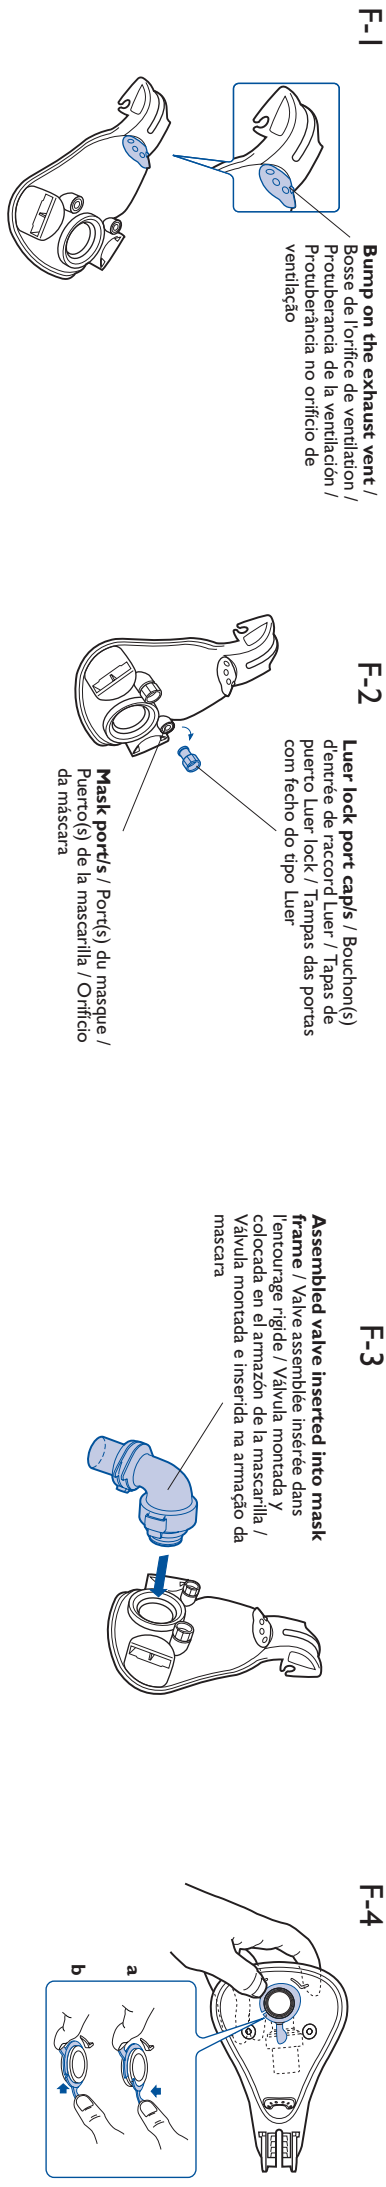 F-1
Bump on the exhaust vent /
Bosse de l'orifice de ventilation /
Protuberancia de la ventilación /
Protuberância no orifício de
ventilação
F-2
Luer lock port cap/s / Bouchon(s)
d'entrée de raccord Luer / Tapas de
puerto Luer lock / Tampas das portas
com fecho do tipo Luer
Mask port/s / Port(s) du masque /
Puerto(s) de la mascarilla / Orifício
da máscara
F-3
Assembled valve inserted into mask
frame / Valve assemblée insérée dans
l'entourage rigide / Válvula montada y
colocada en el armazón de la mascarilla /
Válvula montada e inserida na armação da
mascara
F-4
a
b